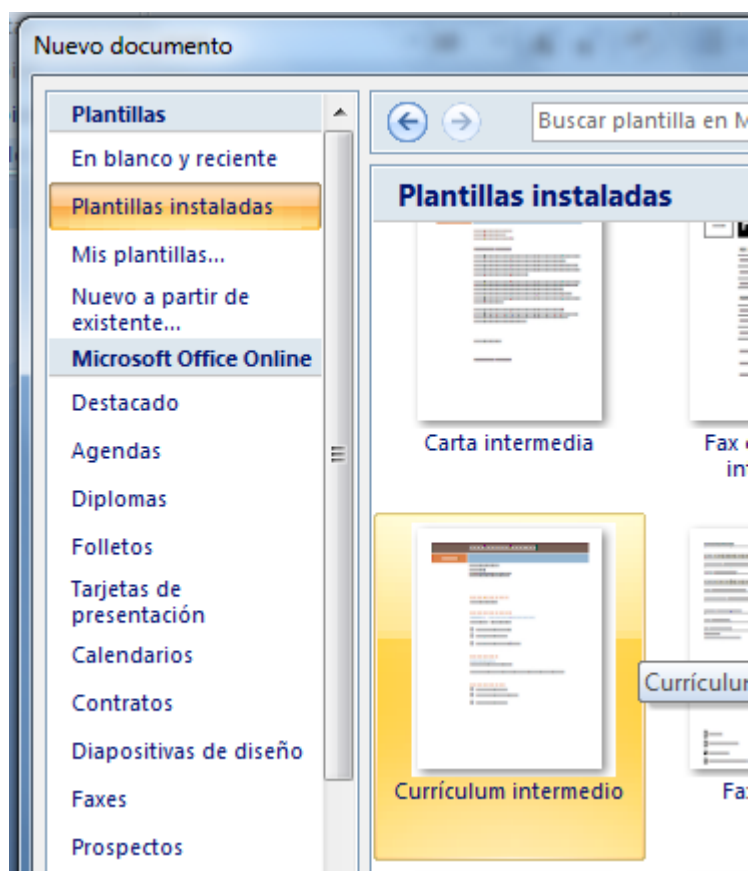 Nuevo documento
Plantillas
En blanco y reciente
Plantillas instaladas
Mis plantillas...
Nuevo a partir de
existente...
Microsoft Office Online
Destacado
Agendas
Diplomas
Folletos
Tarjetas de
presentación
Calendarios
Contratos
Diapositivas de diseño
Faxes
Prospectos
Buscar plantilla en M
Plantillas instaladas
Carta intermedia
Fax
Currículum intermedio